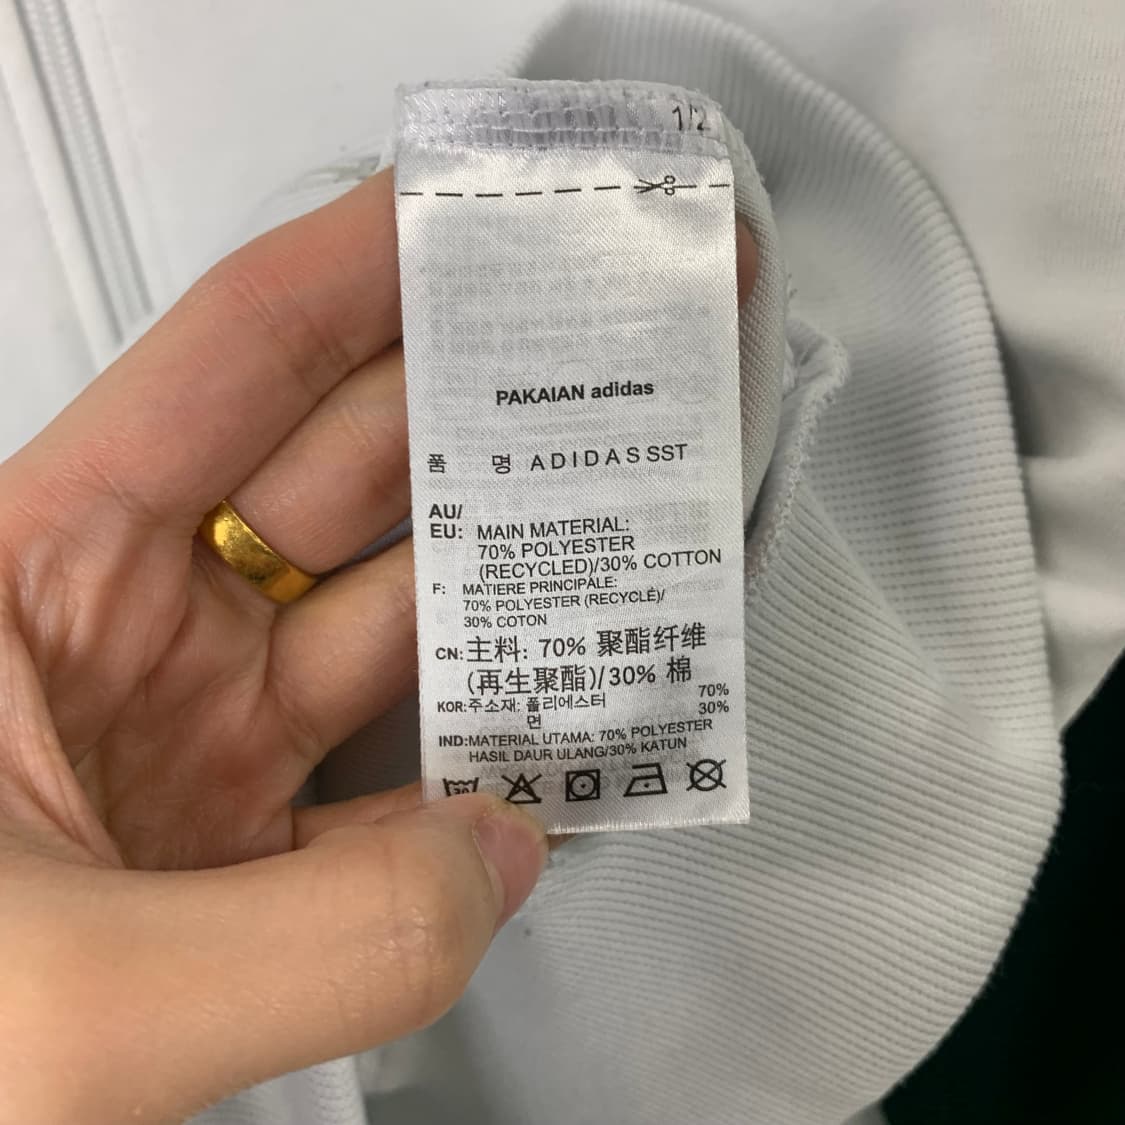 1/2
PAKAIAN adidas
품 명 ADIDAS SST
AU/
EU: MAIN MATERIAL:
70% POLYESTER
(RECYCLED)/30% COTTON
F: MATIERE PRINCIPALE:
70% POLYESTER (RECYCLÉ)/
30% COTON
CN:主料: 70% 聚酯纤维
(再生聚酯)/30% 棉
KOR:주소재: 폴리에스터 70%
면 30%
IND:MATERIAL UTAMA: 70% POLYESTER
HASIL DAUR ULANG/30% KATUN
30